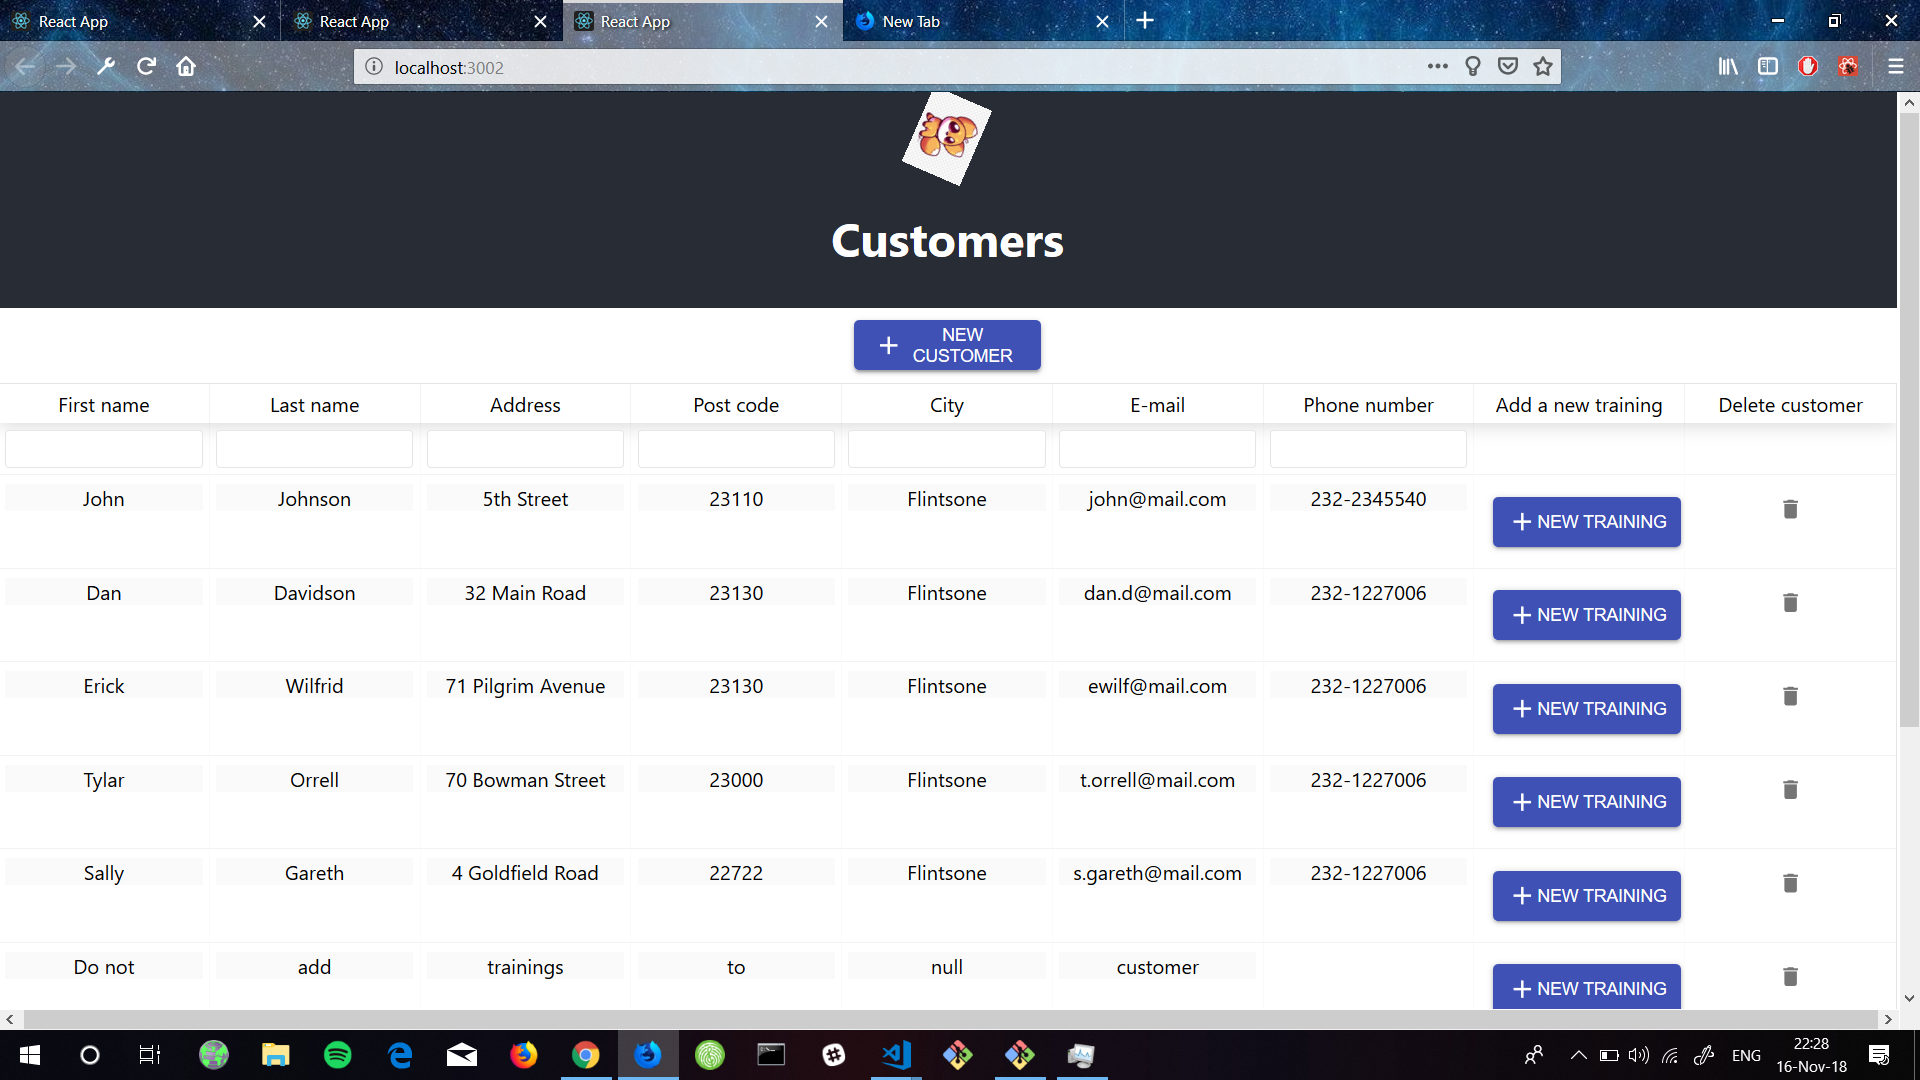 React App
React App
React App
New Tab
localhost:3002
Customers
NEW
CUSTOMER
First name Last name Address Post code City E-mail Phone number Add a new training Delete customer
John Johnson 5th Street 23110 Flintsone john@mail.com 232-2345540 NEW TRAINING
Dan Davidson 32 Main Road 23130 Flintsone dan.d@mail.com 232-1227006 NEW TRAINING
Erick Wilfrid 71 Pilgrim Avenue 23130 Flintsone ewilf@mail.com 232-1227006 NEW TRAINING
Tylar Orrell 70 Bowman Street 23000 Flintsone t.orrell@mail.com 232-1227006 NEW TRAINING
Sally Gareth 4 Goldfield Road 22722 Flintsone s.gareth@mail.com 232-1227006 NEW TRAINING
Do not add trainings to null customer NEW TRAINING
ENG
22:28
16-Nov-18